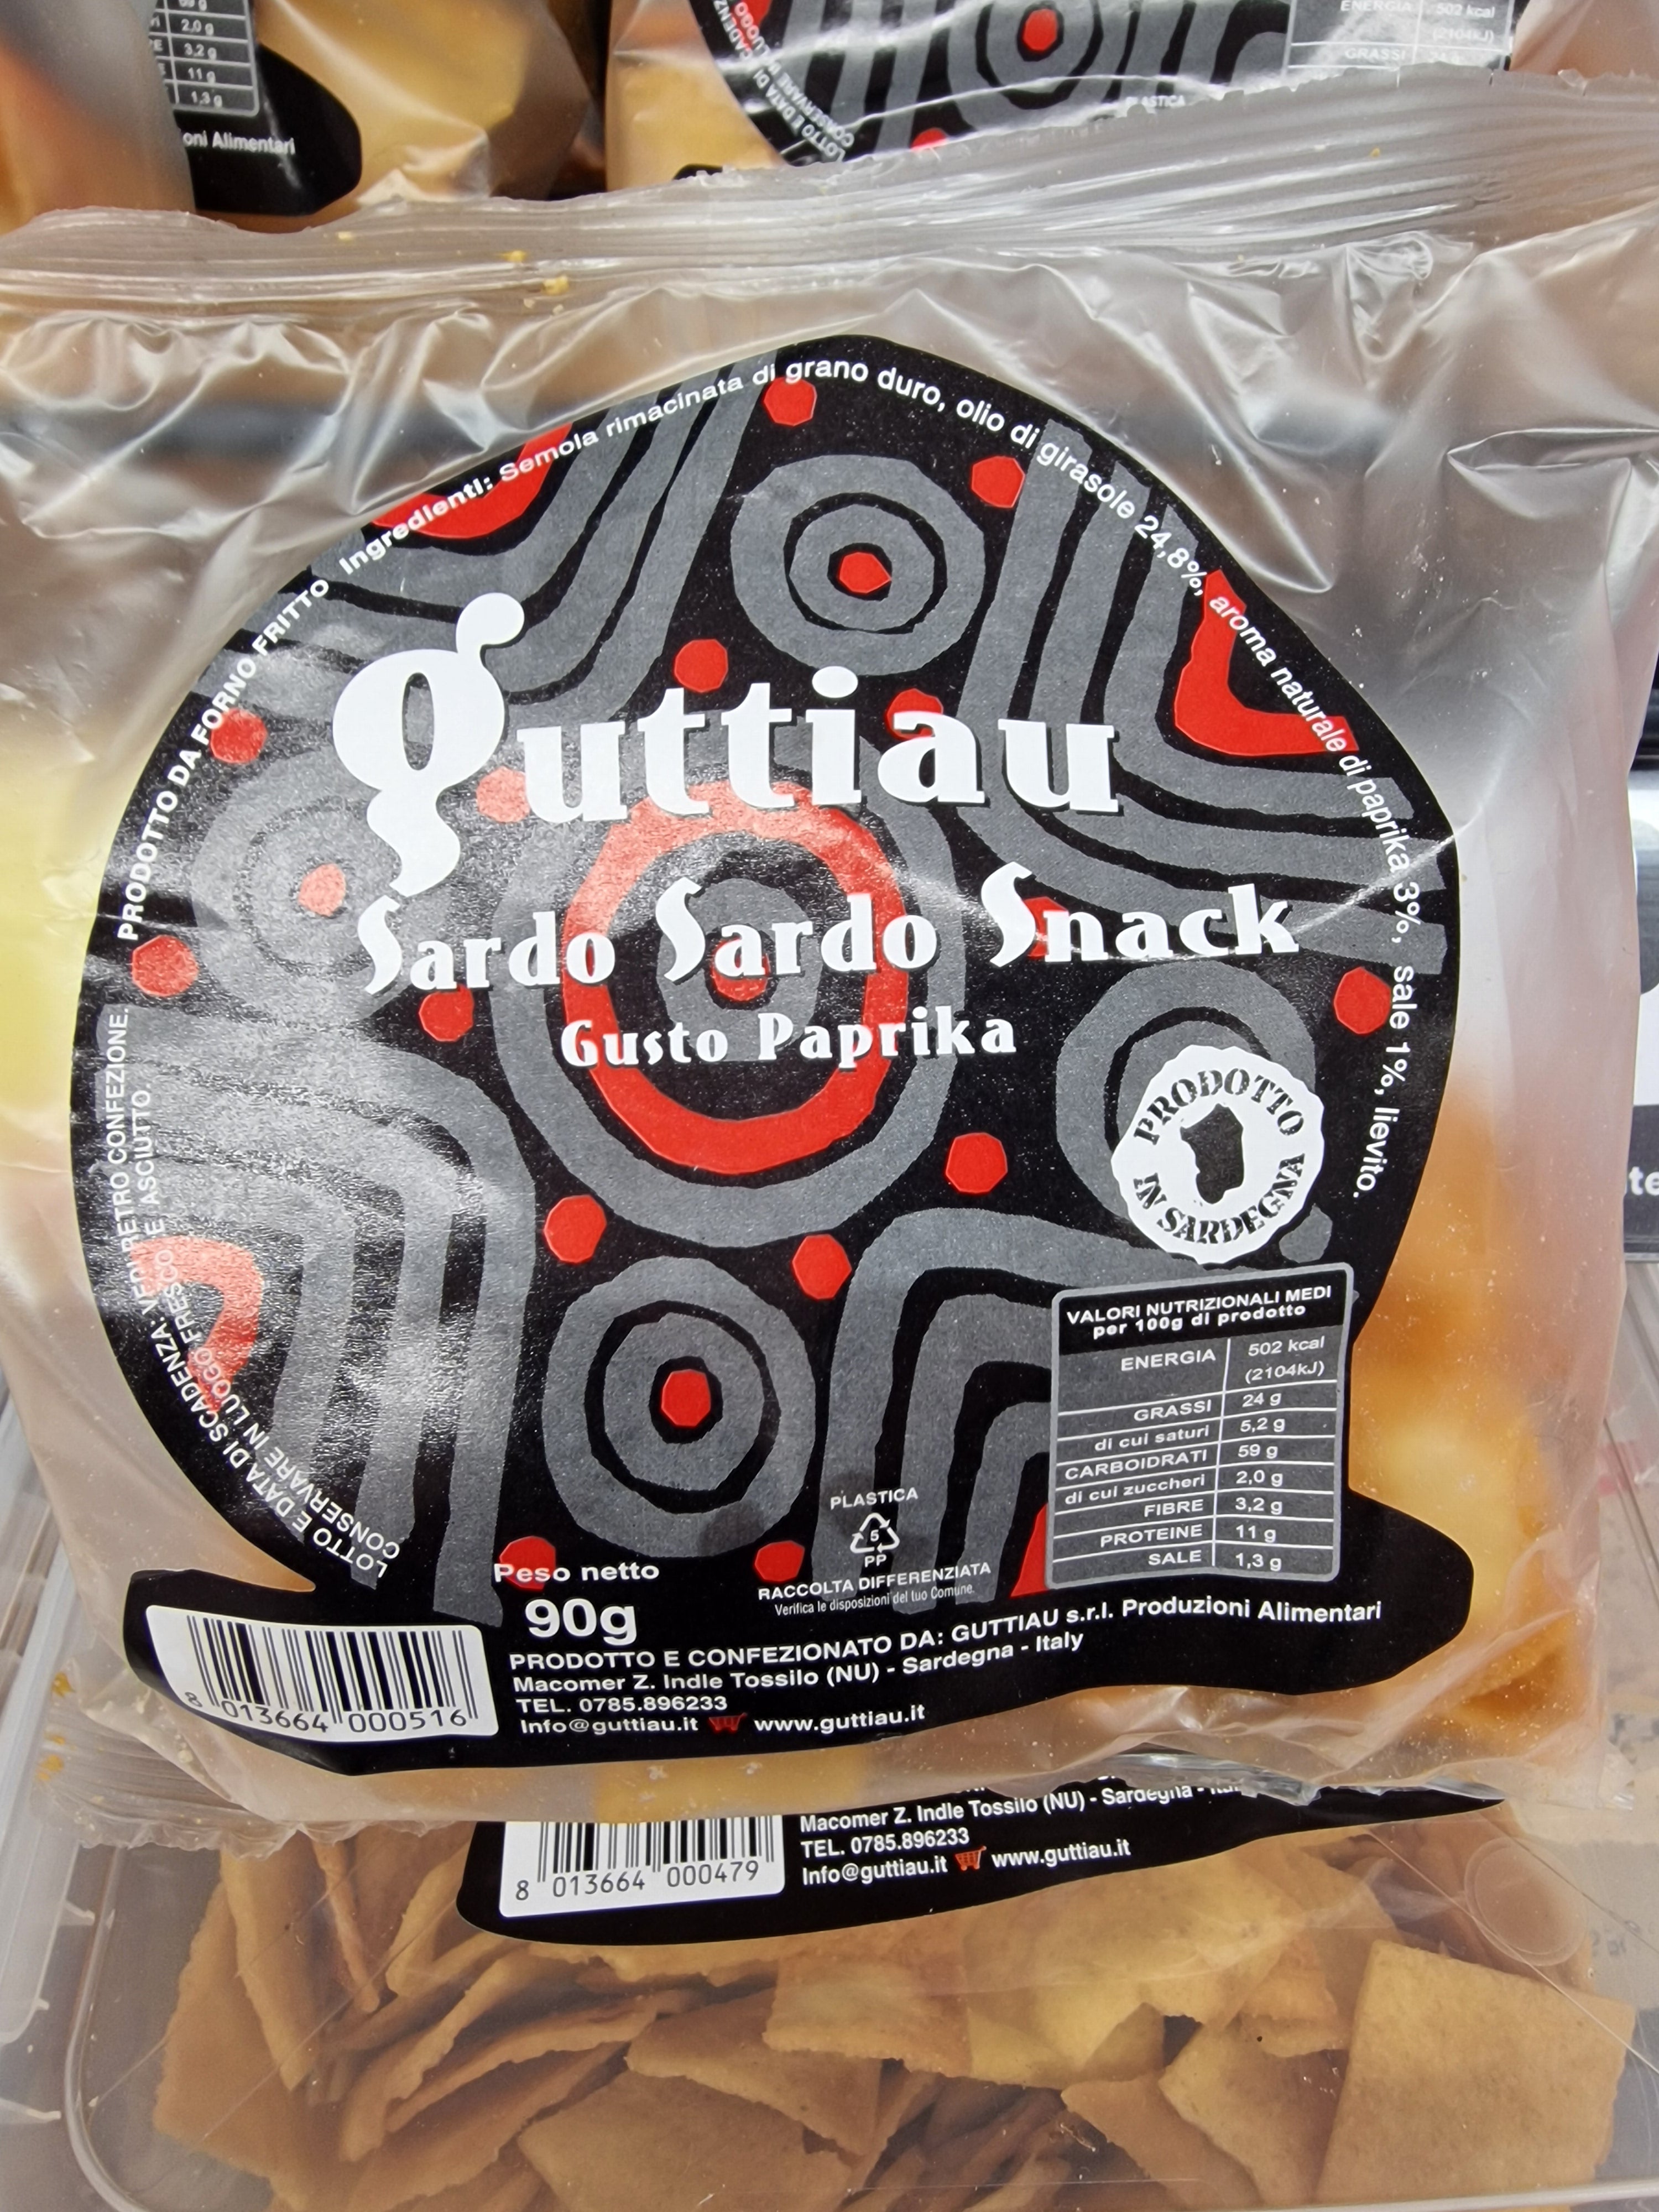 69 g
2,0 g
3,2 g
11 g
1,3 g
oni Alimentari
ENERGIA 502 kcal
(2104kJ)
GRASSI
LOTTO E DATA DI
CONSERVARE IN LUOGO
PRODOTTO DA FORNO FRITTO
Ingredienti: Semola rimacinata di grano duro, olio di girasole 24,8%, aroma naturale di paprika 3%, sale 1%, lievito.
guttiau
Sardo Sardo Snack
Gusto Paprika
PRODOTTO
IN SARDEGNA
LOTTO E DATA DI SCADENZA: VEDI RETRO CONFEZIONE.
CONSERVARE IN LUOGO FRESCO E ASCIUTTO.
VALORI NUTRIZIONALI MEDI
per 100g di prodotto
ENERGIA 502 kcal
(2104kJ)
GRASSI 24 g
di cui saturi 5,2 g
CARBOIDRATI 59 g
di cui zuccheri 2,0 g
FIBRE 3,2 g
PROTEINE 11 g
SALE 1,3 g
PLASTICA
5
PP
RACCOLTA DIFFERENZIATA
Verifica le disposizioni del tuo Comune.
Peso netto
90g
PRODOTTO E CONFEZIONATO DA: GUTTIAU s.r.l. Produzioni Alimentari
Macomer Z. Indle Tossilo (NU) - Sardegna - Italy
TEL. 0785.896233
Info@guttiau.it www.guttiau.it
8 013664 000516
Macomer Z. Indle Tossilo (NU) - Sardegna -
TEL. 0785.896233
Info@guttiau.it www.guttiau.it
8 013664 000479